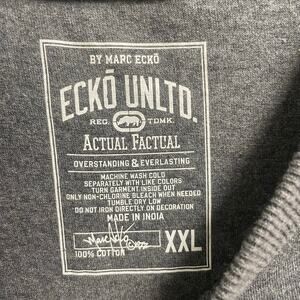 BY MARC ECKŌ
ECKŌ UNLTD.
REG. TDMK.
ACTUAL FACTUAL
OVERSTANDING & EVERLASTING
MACHINE WASH COLD
SEPARATELY WITH LIKE COLORS
TURN GARMENT INSIDE OUT
ONLY NON-CHLORINE BLEACH WHEN NEEDED
TUMBLE DRY LOW
DO NOT IRON DIRECTLY ON DECORATION
MADE IN INDIA
XXL
100% COTTON